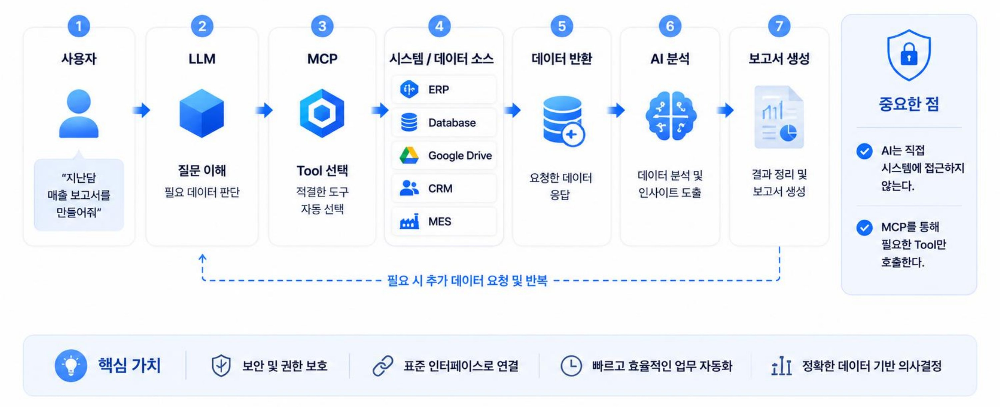 1
사용자
"지난담
매출 보고서를
만들어줘"
2
LLM
질문 이해
필요 데이터 판단
3
MCP
Tool 선택
적결한 도구
자동 선택
4
시스템 / 데이터 소스
ERP
Database
Google Drive
CRM
MES
5
데이터 반환
요청한 데이터
응답
6
AI 분석
데이터 분석 및
인사이트 도출
7
보고서 생성
결과 정리 및
보고서 생성
필요 시 추가 데이터 요청 및 반복
중요한 점
AI는 직접
시스템에 접근하지
않는다.
MCP를 통해
필요한 Tool만
호출한다.
핵심 가치
보안 및 권한 보호
표준 인터페이스로 연결
빠르고 효율적인 업무 자동화
정확한 데이터 기반 의사결정